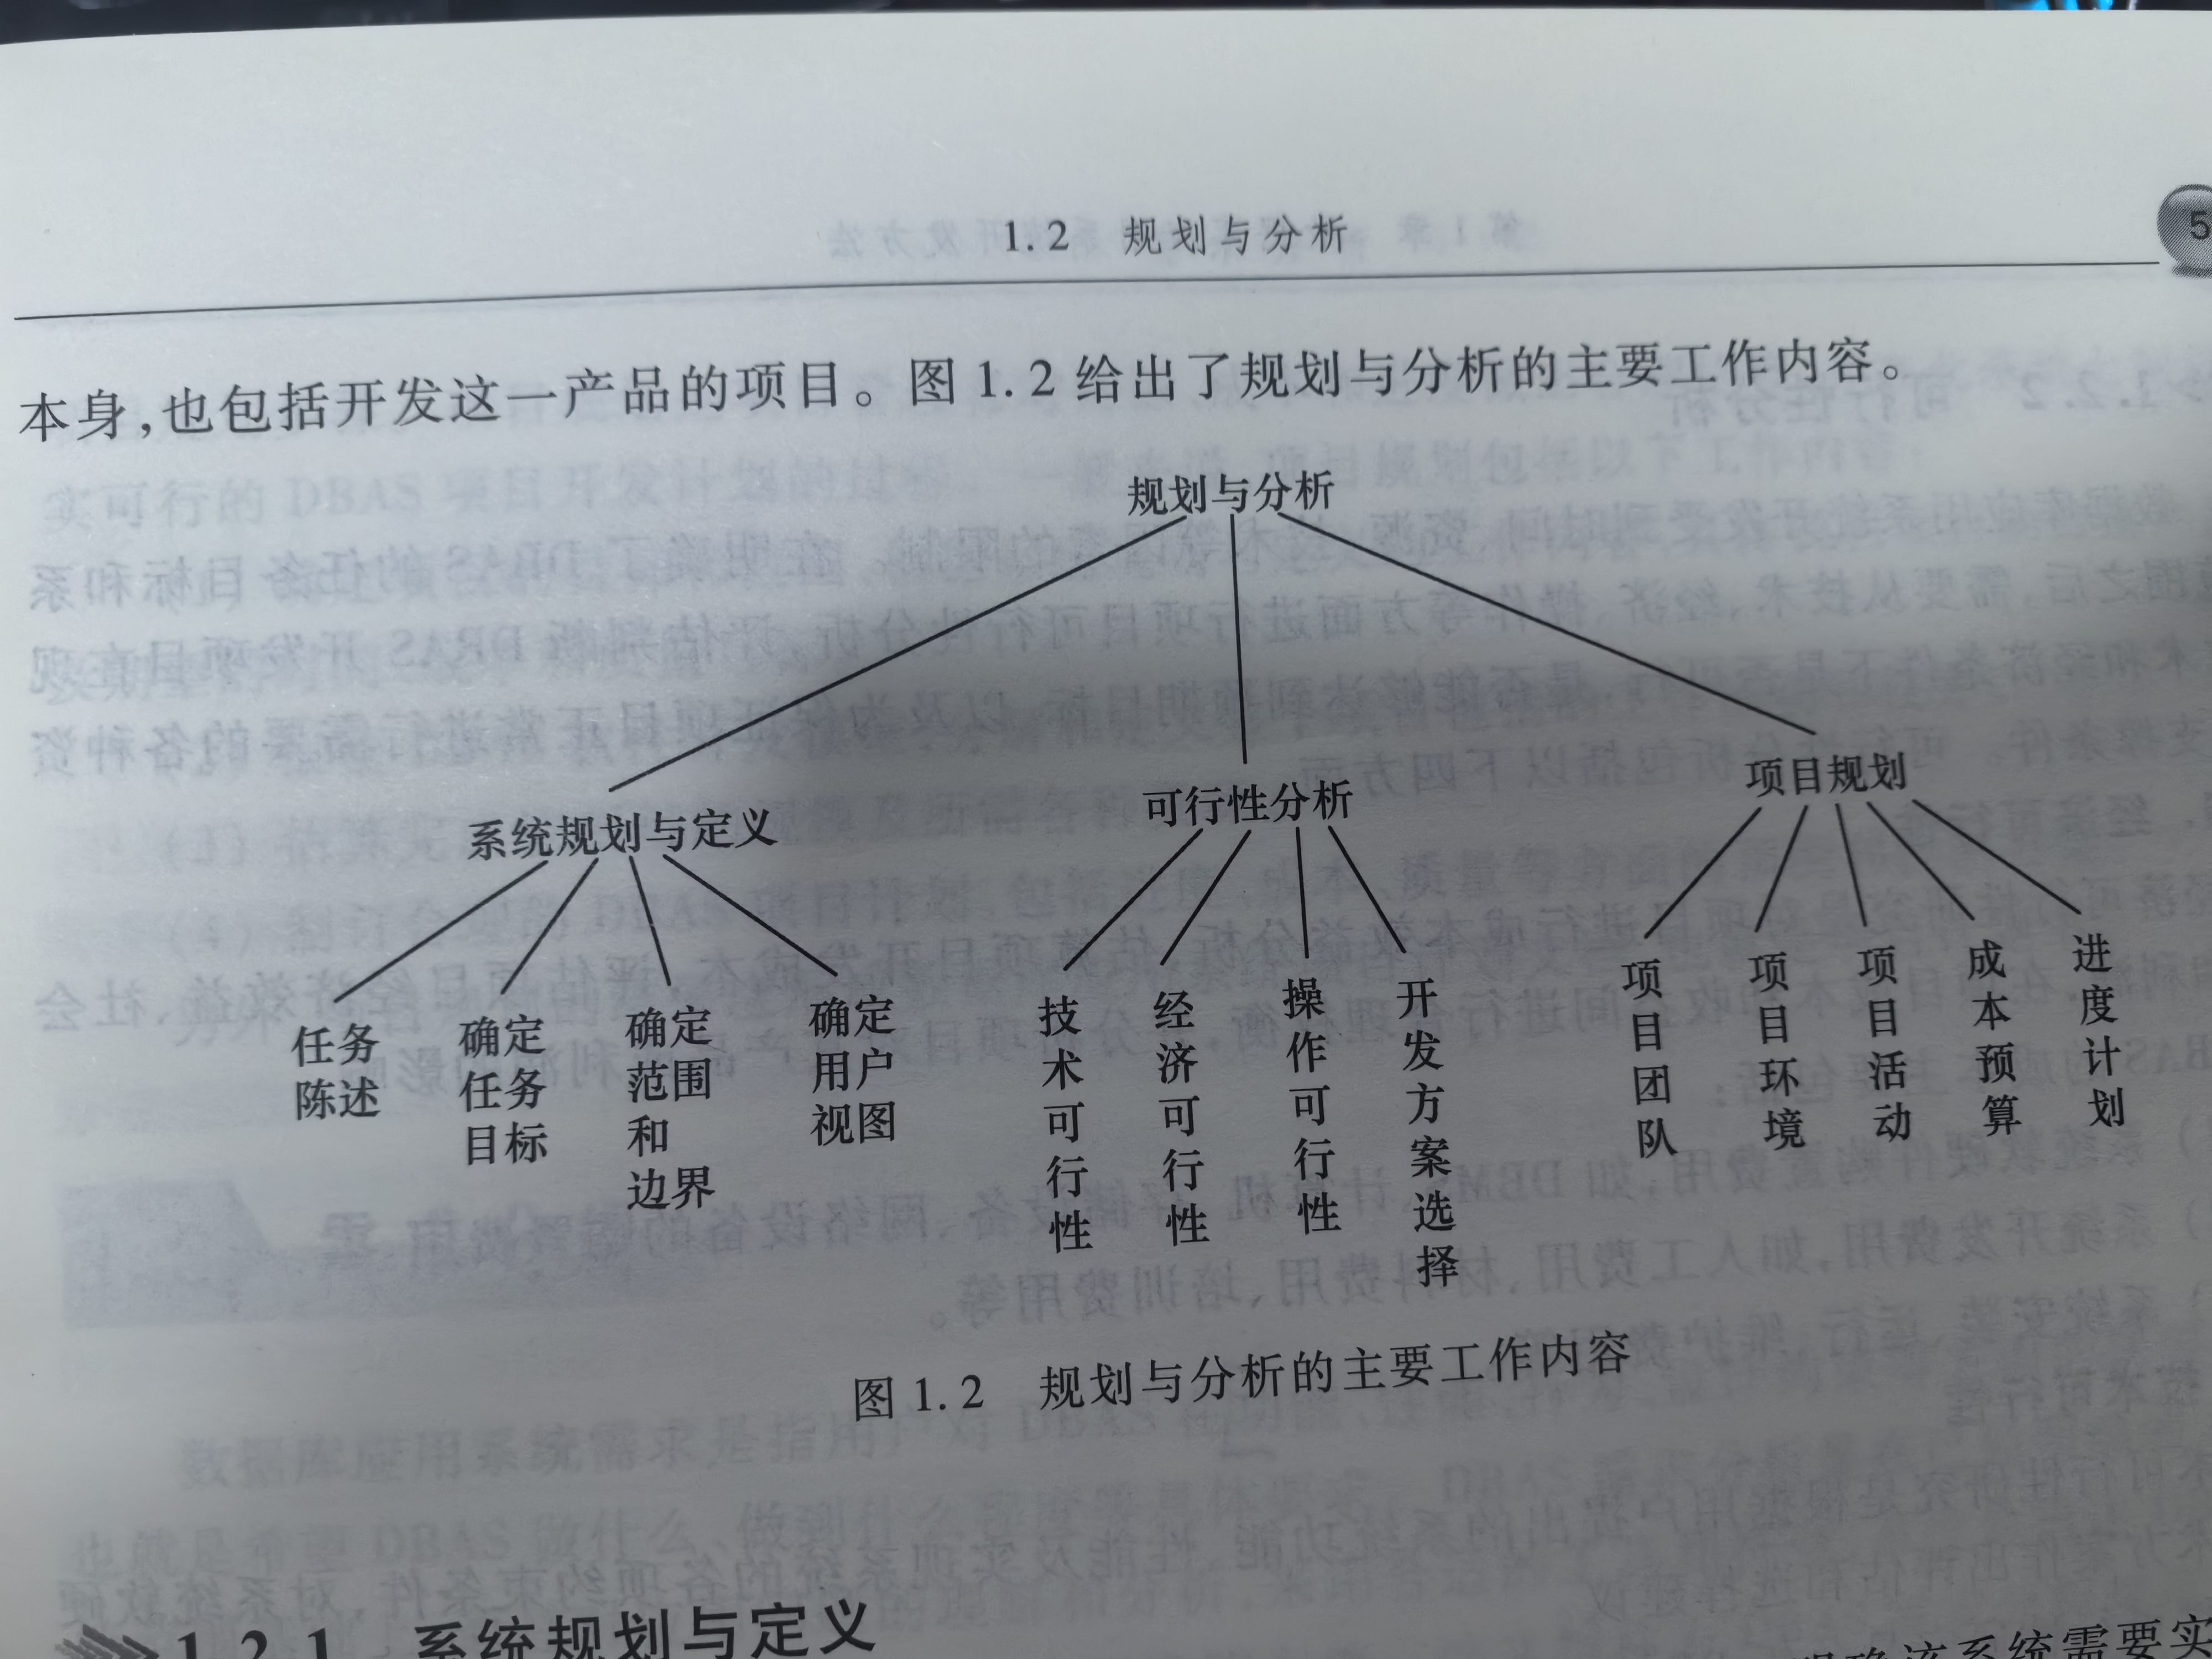 1.2 规划与分析
5
本身,也包括开发这一产品的项目。图 1.2 给出了规划与分析的主要工作内容。
规划与分析
系统规划与定义
可行性分析
项目规划
任务
陈述
确定
任务
目标
确定
范围
和
边界
确定
用户
视图
技术可行性
经济可行性
操作可行性
开发方案选择
项目团队
项目环境
项目活动
成本预算
进度计划
图 1.2 规划与分析的主要工作内容
1.2.1 系统规划与定义
该系统需要实